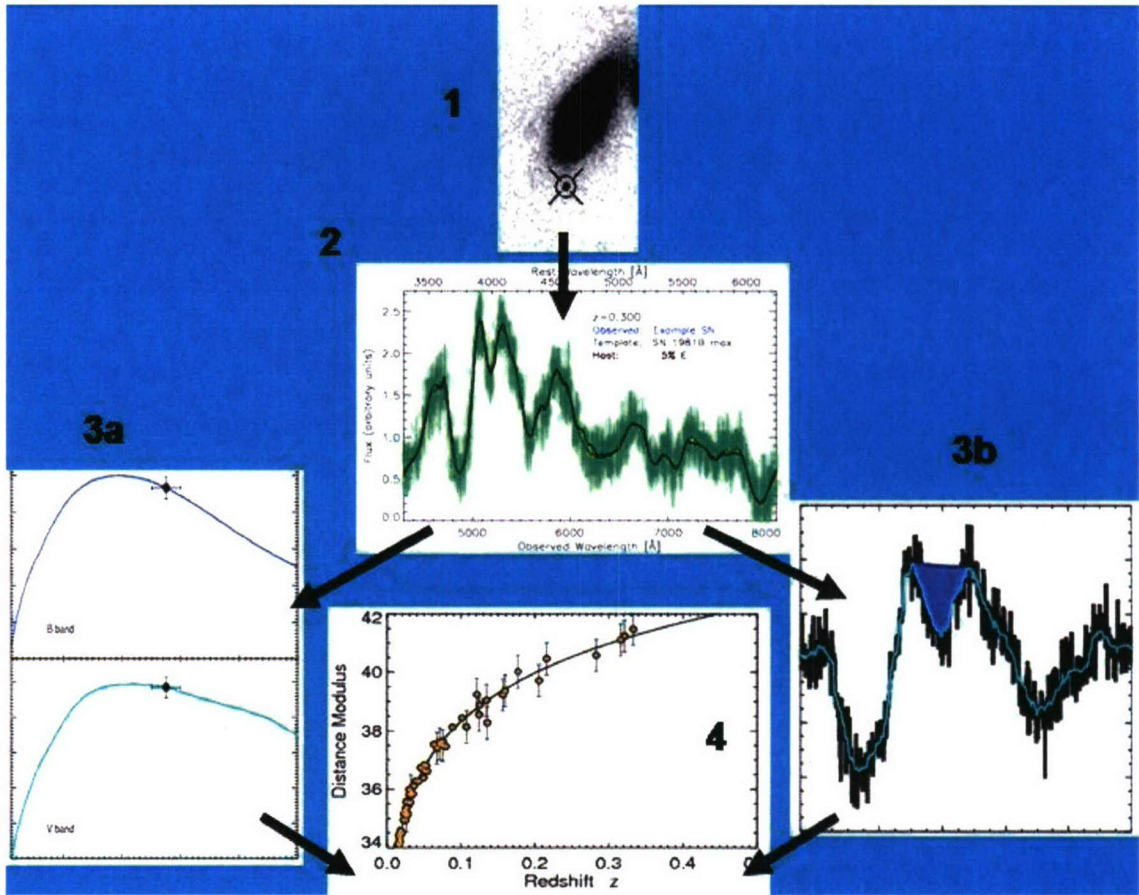 1
2
Rest Wavelength [Å]
3500 4000 4500 5000 5500 6000
z=0.300
Observed: Example SN
Template: SN 1981B max
Host: 5% E
Flux (arbitrary units)
2.5
2.0
1.5
1.0
0.5
0.0
5000 6000 7000 8000
Observed Wavelength [Å]
3a
B band
V band
3b
4
Distance Modulus
42
40
38
36
34
0.0 0.1 0.2 0.3 0.4
Redshift z